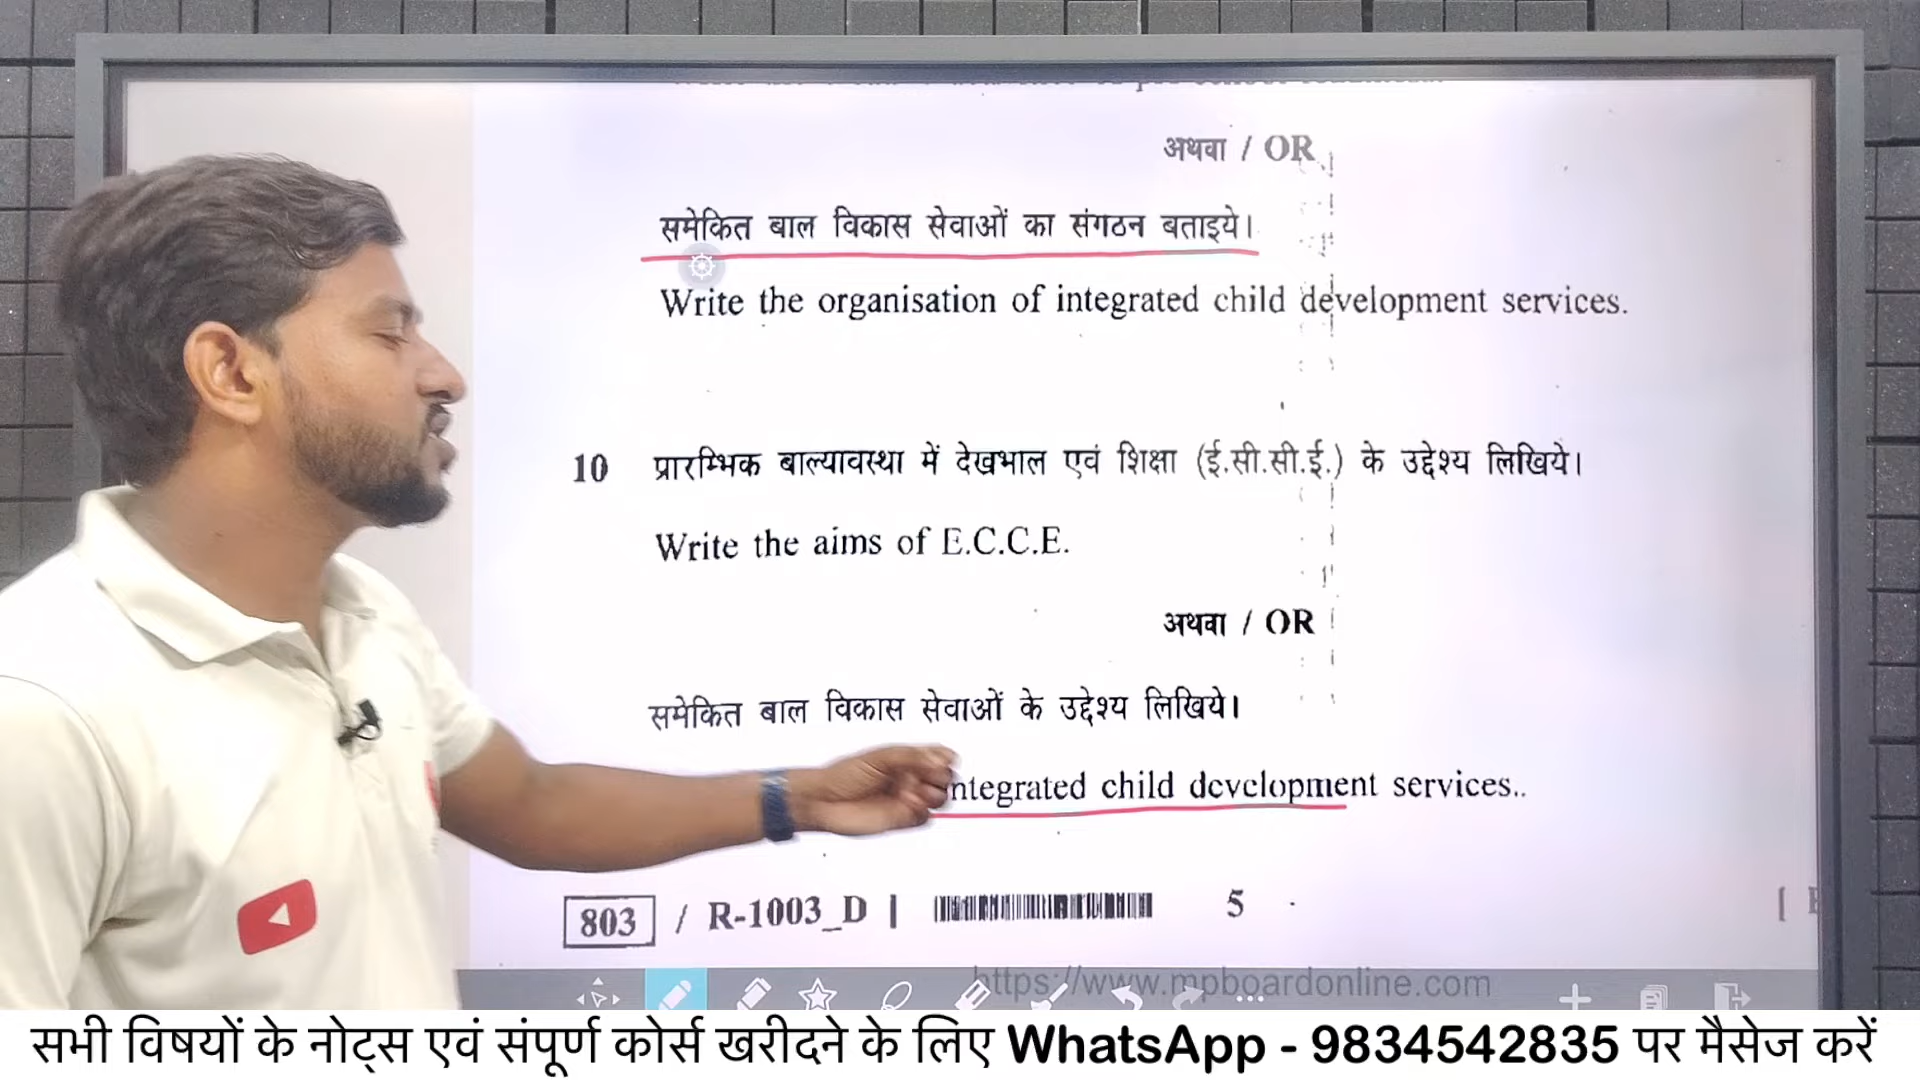 अथवा / OR
समेकित बाल विकास सेवाओं का संगठन बताइये।
Write the organisation of integrated child development services.
10 प्रारम्भिक बाल्यावस्था में देखभाल एवं शिक्षा (ई.सी.सी.ई.) के उद्देश्य लिखिये।
Write the aims of E.C.C.E.
अथवा / OR
समेकित बाल विकास सेवाओं के उद्देश्य लिखिये।
ntegrated child development services..
803 / R-1003_D | 5 [
https://www.mpboardonline.com
सभी विषयों के नोट्स एवं संपूर्ण कोर्स खरीदने के लिए WhatsApp - 9834542835 पर मैसेज करें